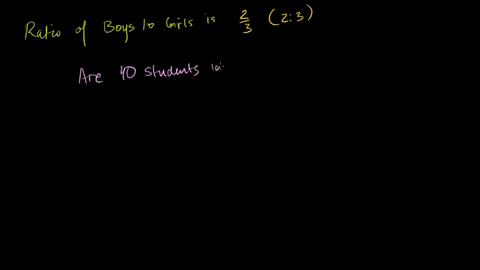 Ratio of Boys to Girls is 2/3 (2:3)
Are 40 students